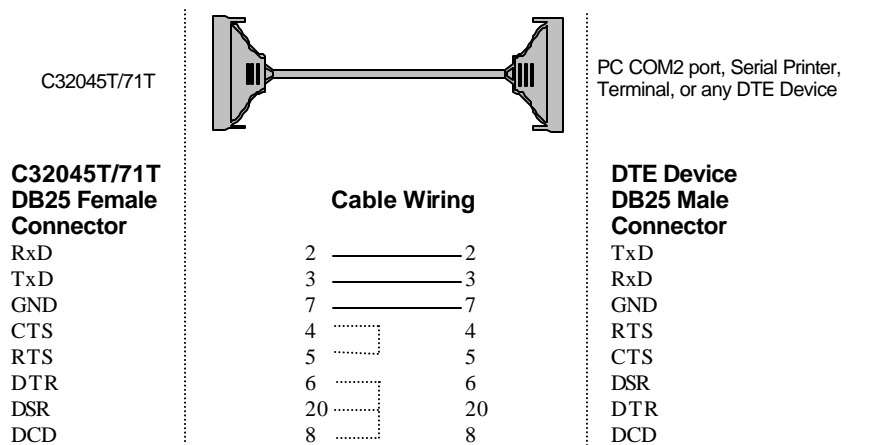 C32045T/71T
PC COM2 port, Serial Printer,
Terminal, or any DTE Device
C32045T/71T
DB25 Female
Connector
Cable Wiring
DTE Device
DB25 Male
Connector
RxD 2 2 TxD
TxD 3 3 RxD
GND 7 7 GND
CTS 4 4 RTS
RTS 5 5 CTS
DTR 6 6 DSR
DSR 20 20 DTR
DCD 8 8 DCD